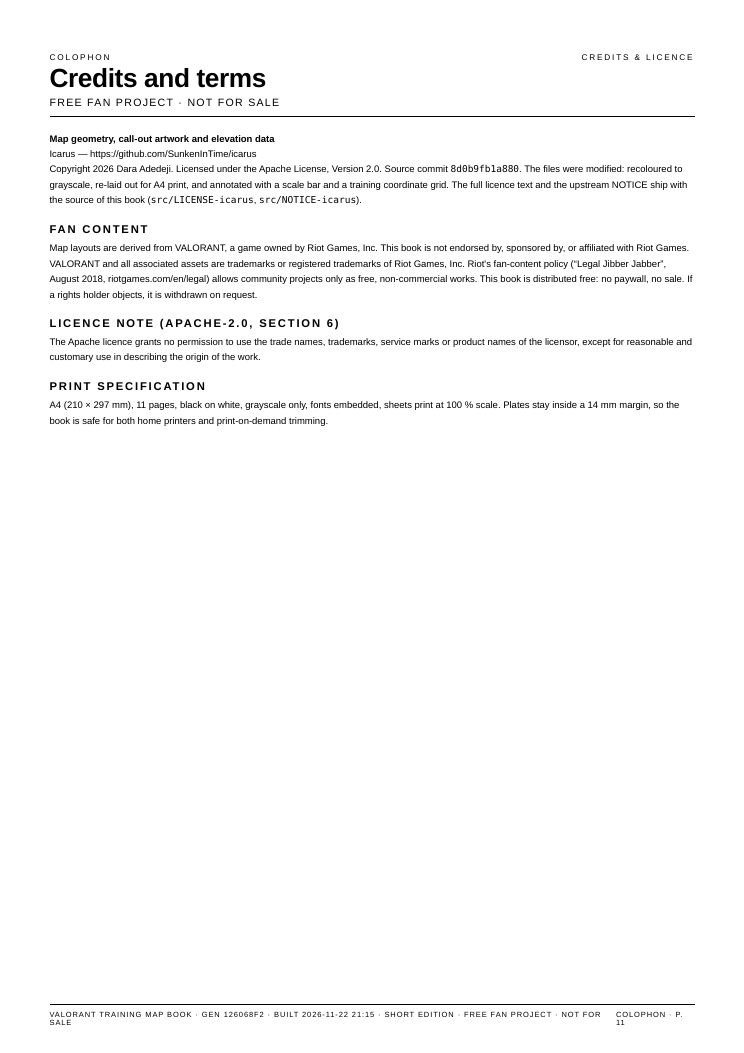 COLOPHON
CREDITS & LICENCE
Credits and terms
FREE FAN PROJECT · NOT FOR SALE
Map geometry, call-out artwork and elevation data
Icarus — https://github.com/SunkenInTime/icarus
Copyright 2026 Dara Adedeji. Licensed under the Apache License, Version 2.0. Source commit 8d0b9fb1a880. The files were modified: recoloured to
grayscale, re-laid out for A4 print, and annotated with a scale bar and a training coordinate grid. The full licence text and the upstream NOTICE ship with
the source of this book (src/LICENSE-icarus, src/NOTICE-icarus).
FAN CONTENT
Map layouts are derived from VALORANT, a game owned by Riot Games, Inc. This book is not endorsed by, sponsored by, or affiliated with Riot Games.
VALORANT and all associated assets are trademarks or registered trademarks of Riot Games, Inc. Riot's fan-content policy (“Legal Jibber Jabber”,
August 2018, riotgames.com/en/legal) allows community projects only as free, non-commercial works. This book is distributed free: no paywall, no sale. If
a rights holder objects, it is withdrawn on request.
LICENCE NOTE (APACHE-2.0, SECTION 6)
The Apache licence grants no permission to use the trade names, trademarks, service marks or product names of the licensor, except for reasonable and
customary use in describing the origin of the work.
PRINT SPECIFICATION
A4 (210 × 297 mm), 11 pages, black on white, grayscale only, fonts embedded, sheets print at 100 % scale. Plates stay inside a 14 mm margin, so the
book is safe for both home printers and print-on-demand trimming.
VALORANT TRAINING MAP BOOK · GEN 126068F2 · BUILT 2026-11-22 21:15 · SHORT EDITION · FREE FAN PROJECT · NOT FOR
SALE
COLOPHON · P.
11